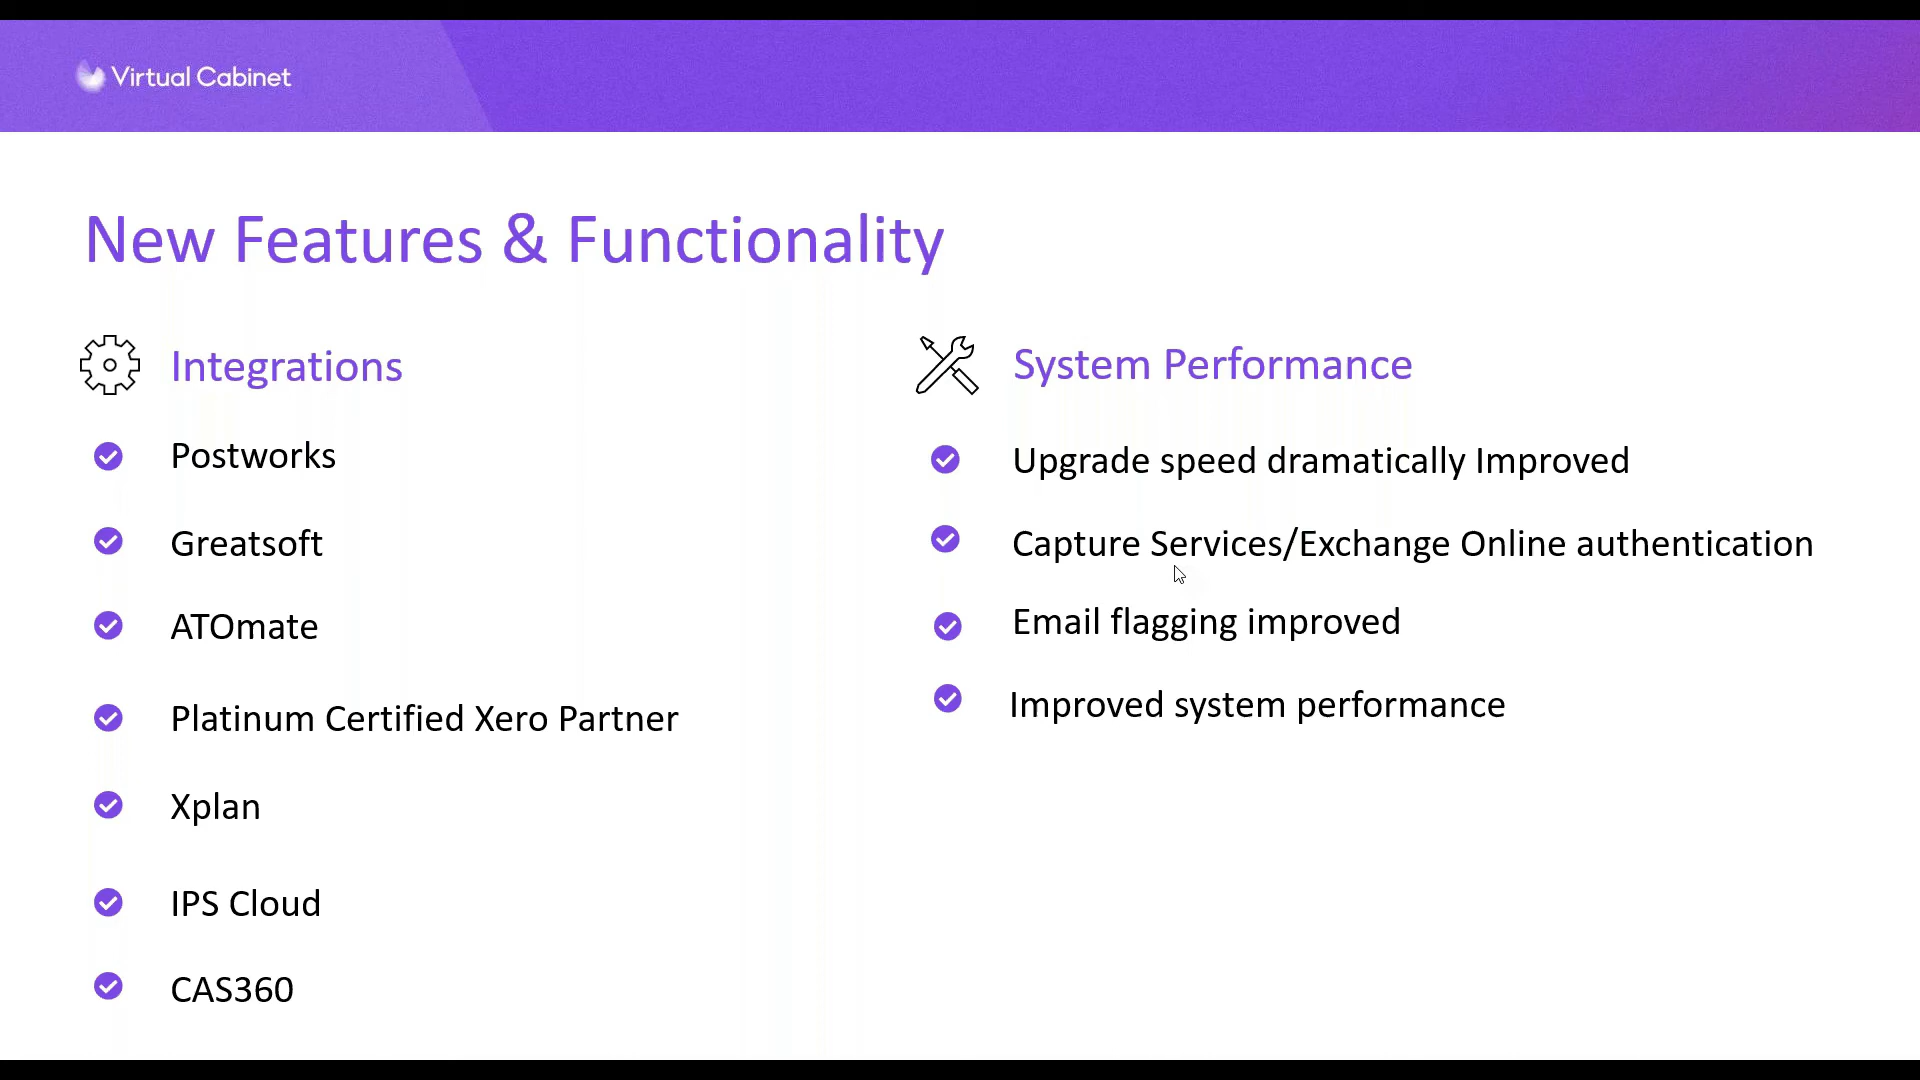 Virtual Cabinet
New Features & Functionality
Integrations
Postworks
Greatsoft
ATOmate
Platinum Certified Xero Partner
Xplan
IPS Cloud
CAS360
System Performance
Upgrade speed dramatically Improved
Capture Services/Exchange Online authentication
Email flagging improved
Improved system performance